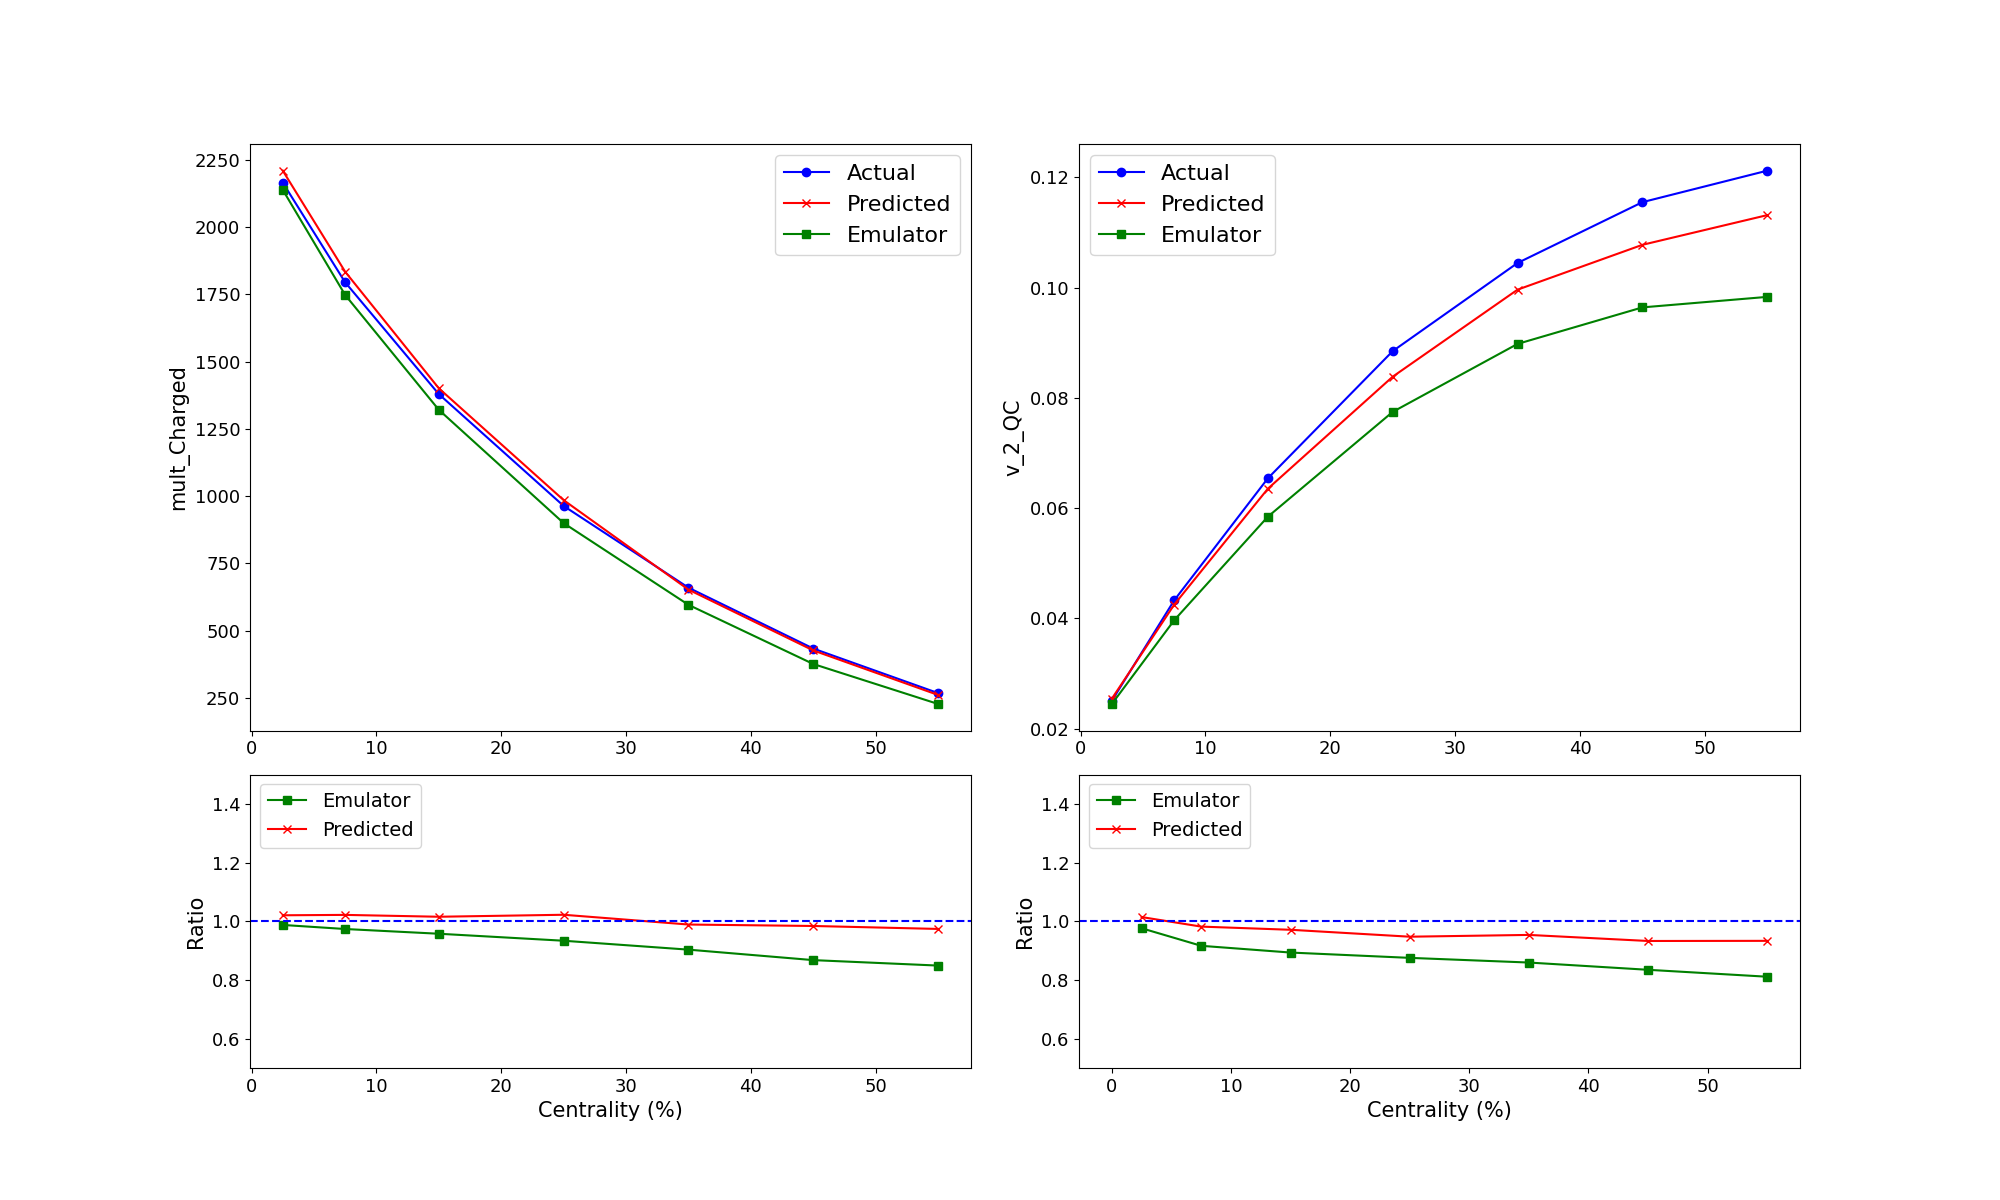 Actual
Predicted
Emulator
mult_Charged
2250
2000
1750
1500
1250
1000
750
500
250
0 10 20 30 40 50
Actual
Predicted
Emulator
v_2_QC
0.12
0.10
0.08
0.06
0.04
0.02
0 10 20 30 40 50
Emulator
Predicted
Ratio
1.4
1.2
1.0
0.8
0.6
0 10 20 30 40 50
Centrality (%)
Emulator
Predicted
Ratio
1.4
1.2
1.0
0.8
0.6
0 10 20 30 40 50
Centrality (%)